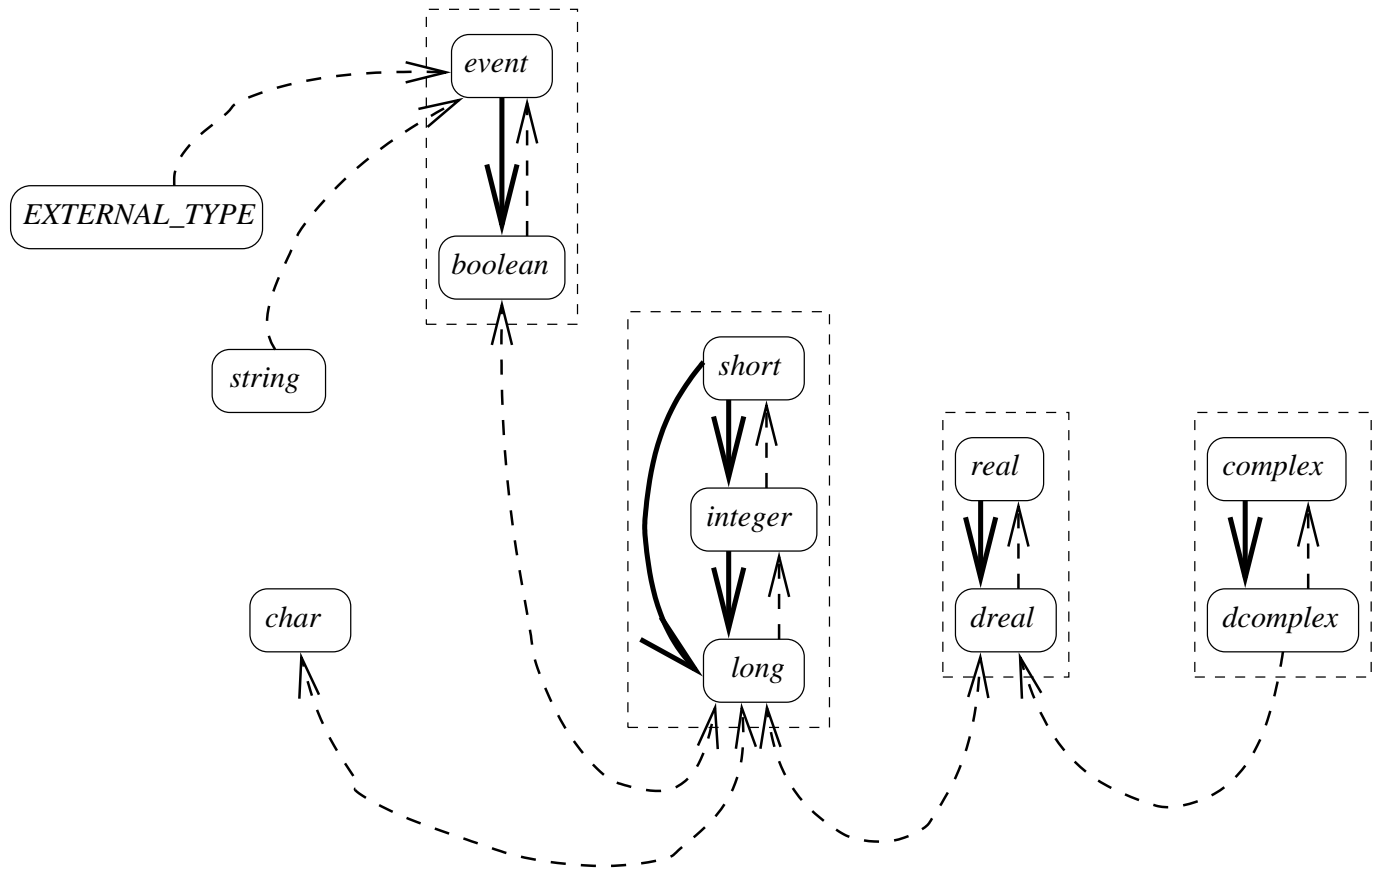 event
EXTERNAL_TYPE
boolean
string
short
real
complex
integer
char
dreal
dcomplex
long